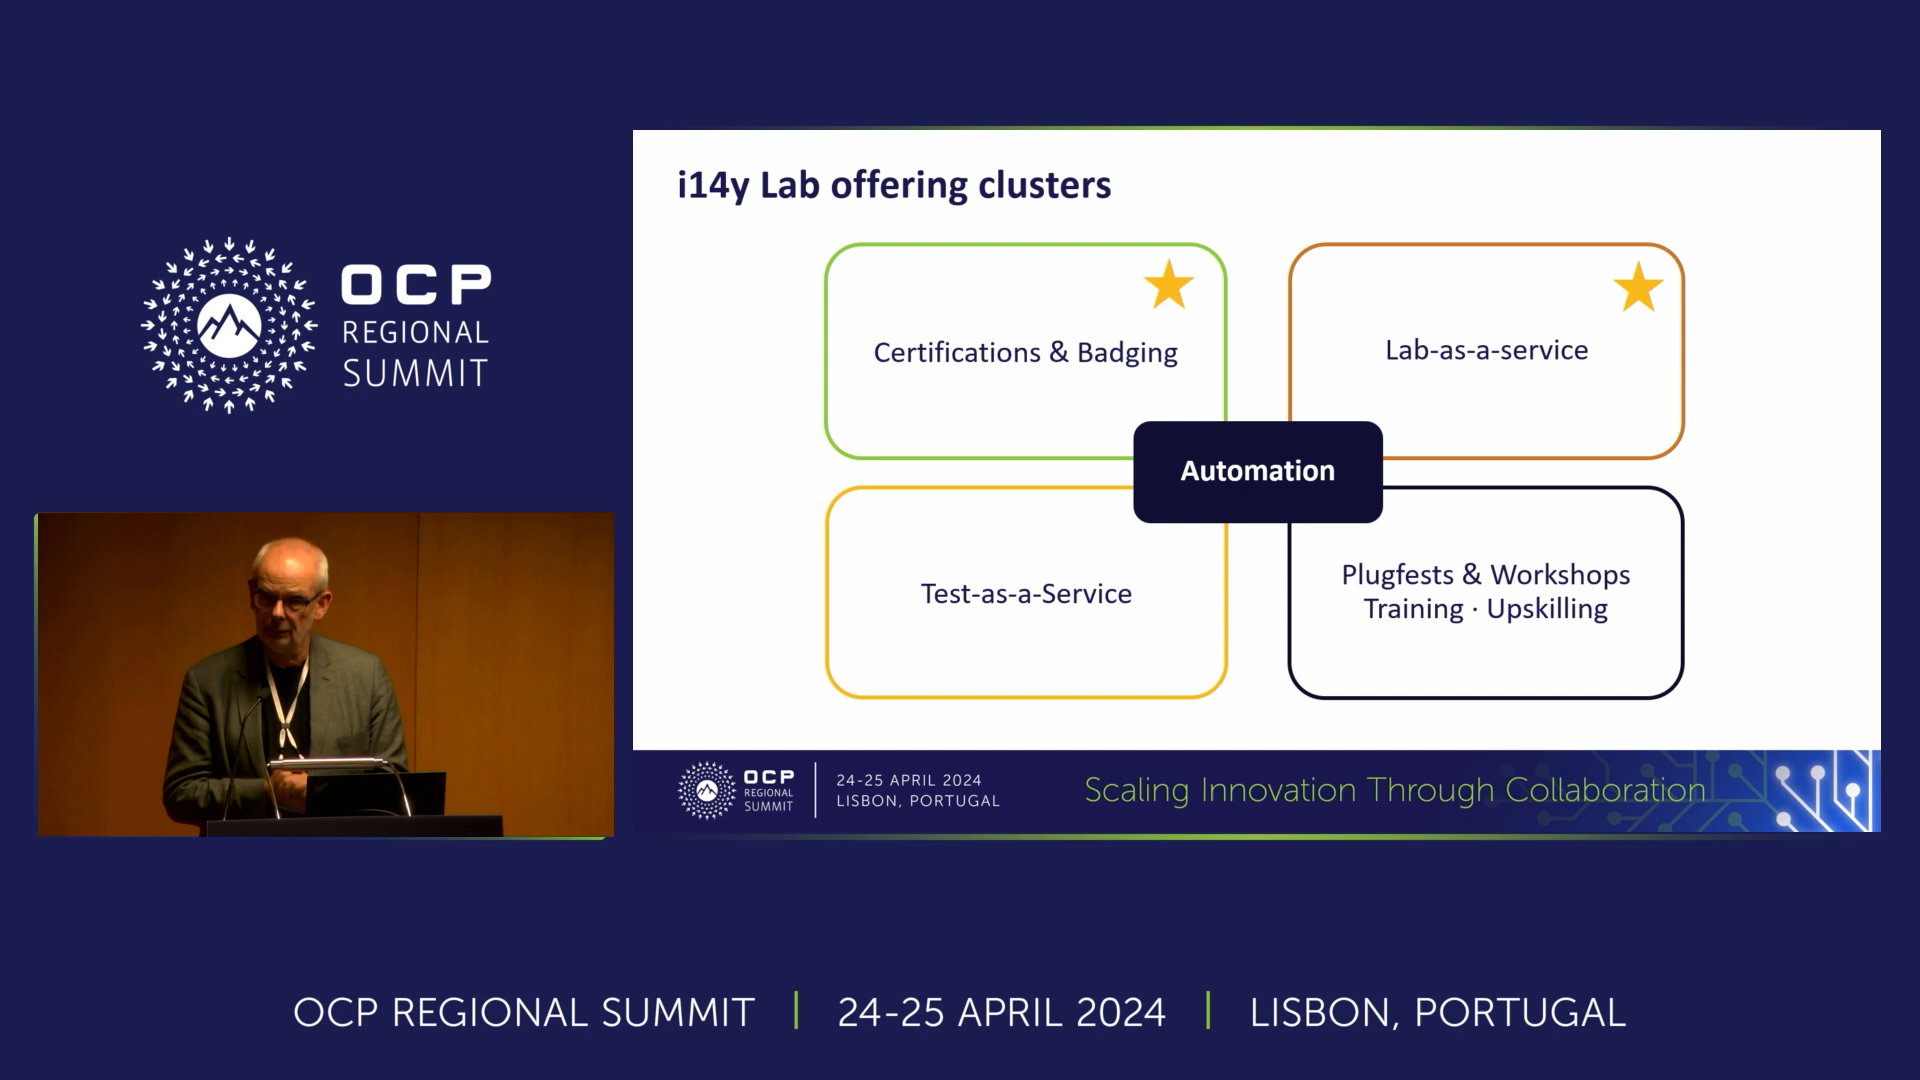 OCP
REGIONAL
SUMMIT
i14y Lab offering clusters
Certifications & Badging
Lab-as-a-service
Automation
Test-as-a-Service
Plugfests & Workshops
Training · Upskilling
OCP
REGIONAL
SUMMIT
24-25 APRIL 2024
LISBON, PORTUGAL
Scaling Innovation Through Collaboration
OCP REGIONAL SUMMIT | 24-25 APRIL 2024 | LISBON, PORTUGAL